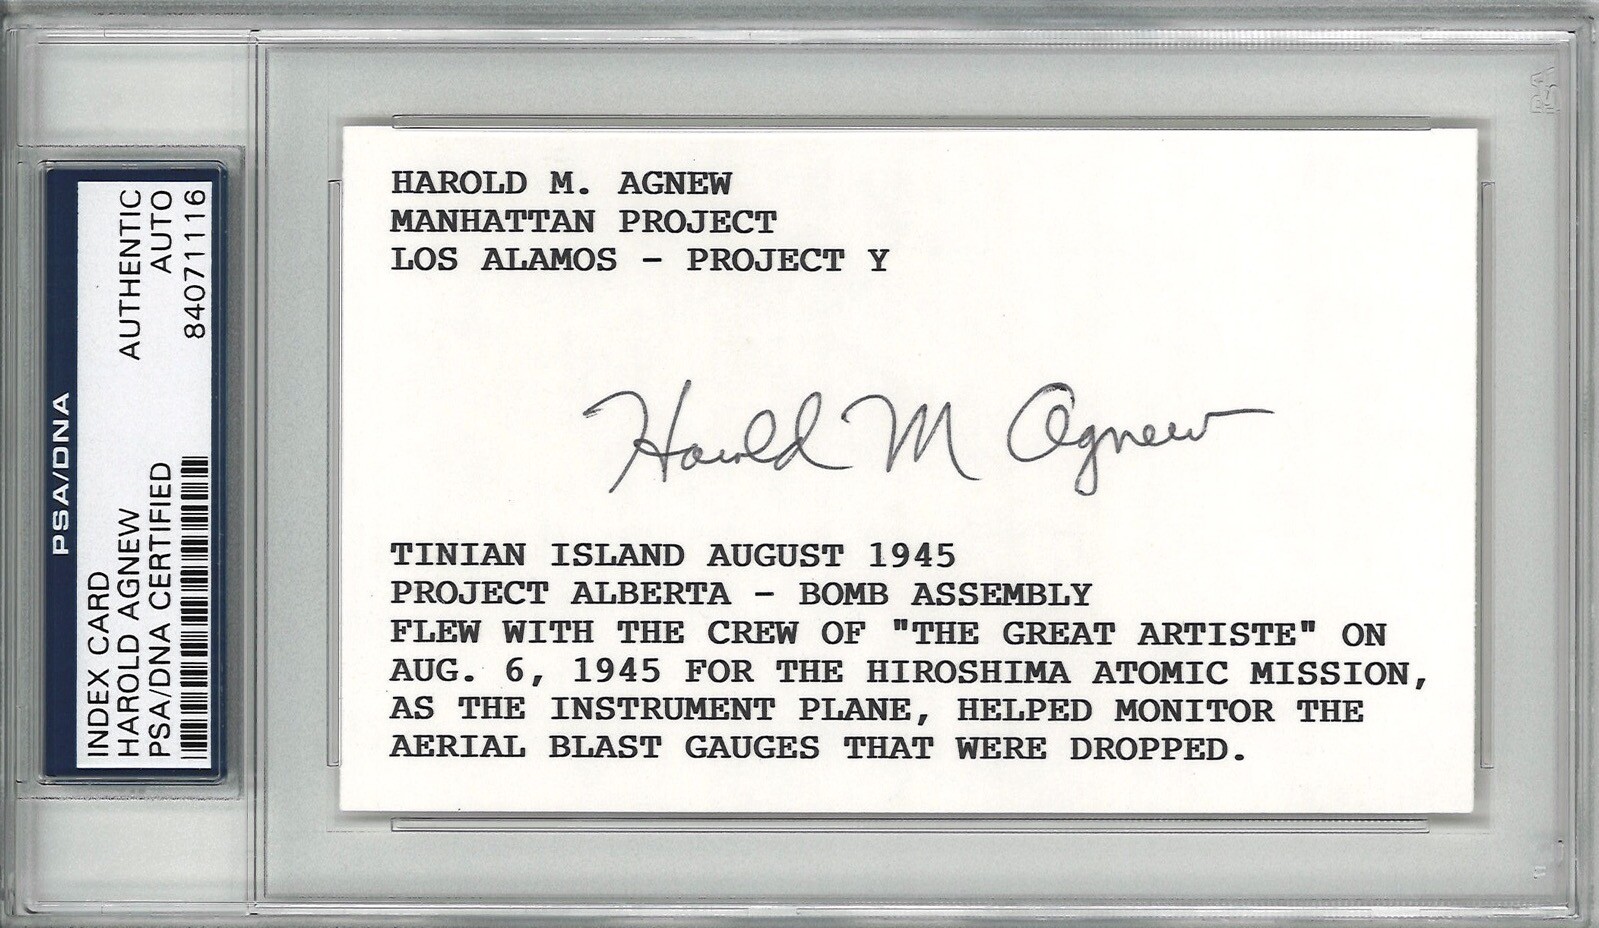 PSA/DNA
INDEX CARD
HAROLD AGNEW
PSA/DNA CERTIFIED
AUTHENTIC
AUTO
84071116
HAROLD M. AGNEW
MANHATTAN PROJECT
LOS ALAMOS - PROJECT Y
Harold M Agnew
TINIAN ISLAND AUGUST 1945
PROJECT ALBERTA - BOMB ASSEMBLY
FLEW WITH THE CREW OF "THE GREAT ARTISTE" ON
AUG. 6, 1945 FOR THE HIROSHIMA ATOMIC MISSION,
AS THE INSTRUMENT PLANE, HELPED MONITOR THE
AERIAL BLAST GAUGES THAT WERE DROPPED.
PSA